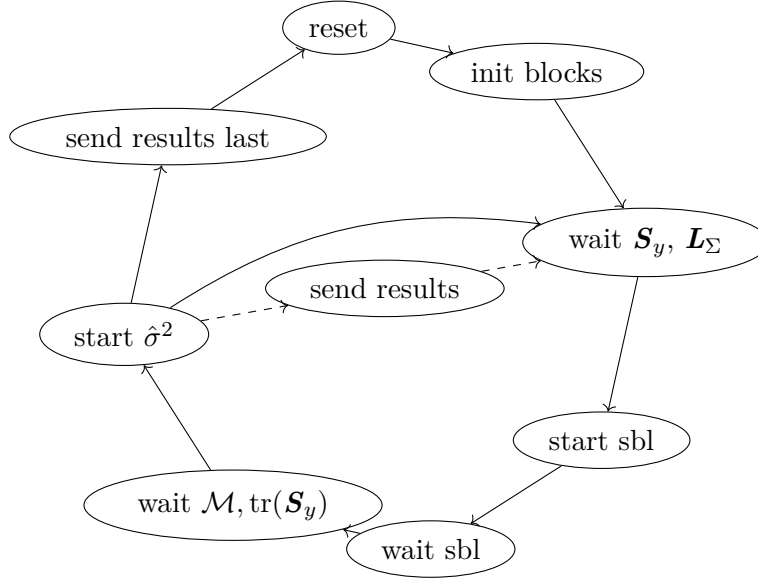 reset
init blocks
send results last
wait 𝑺_y, 𝑳_Σ
send results
start σ̂²
start sbl
wait ℳ, tr(𝑺_y)
wait sbl